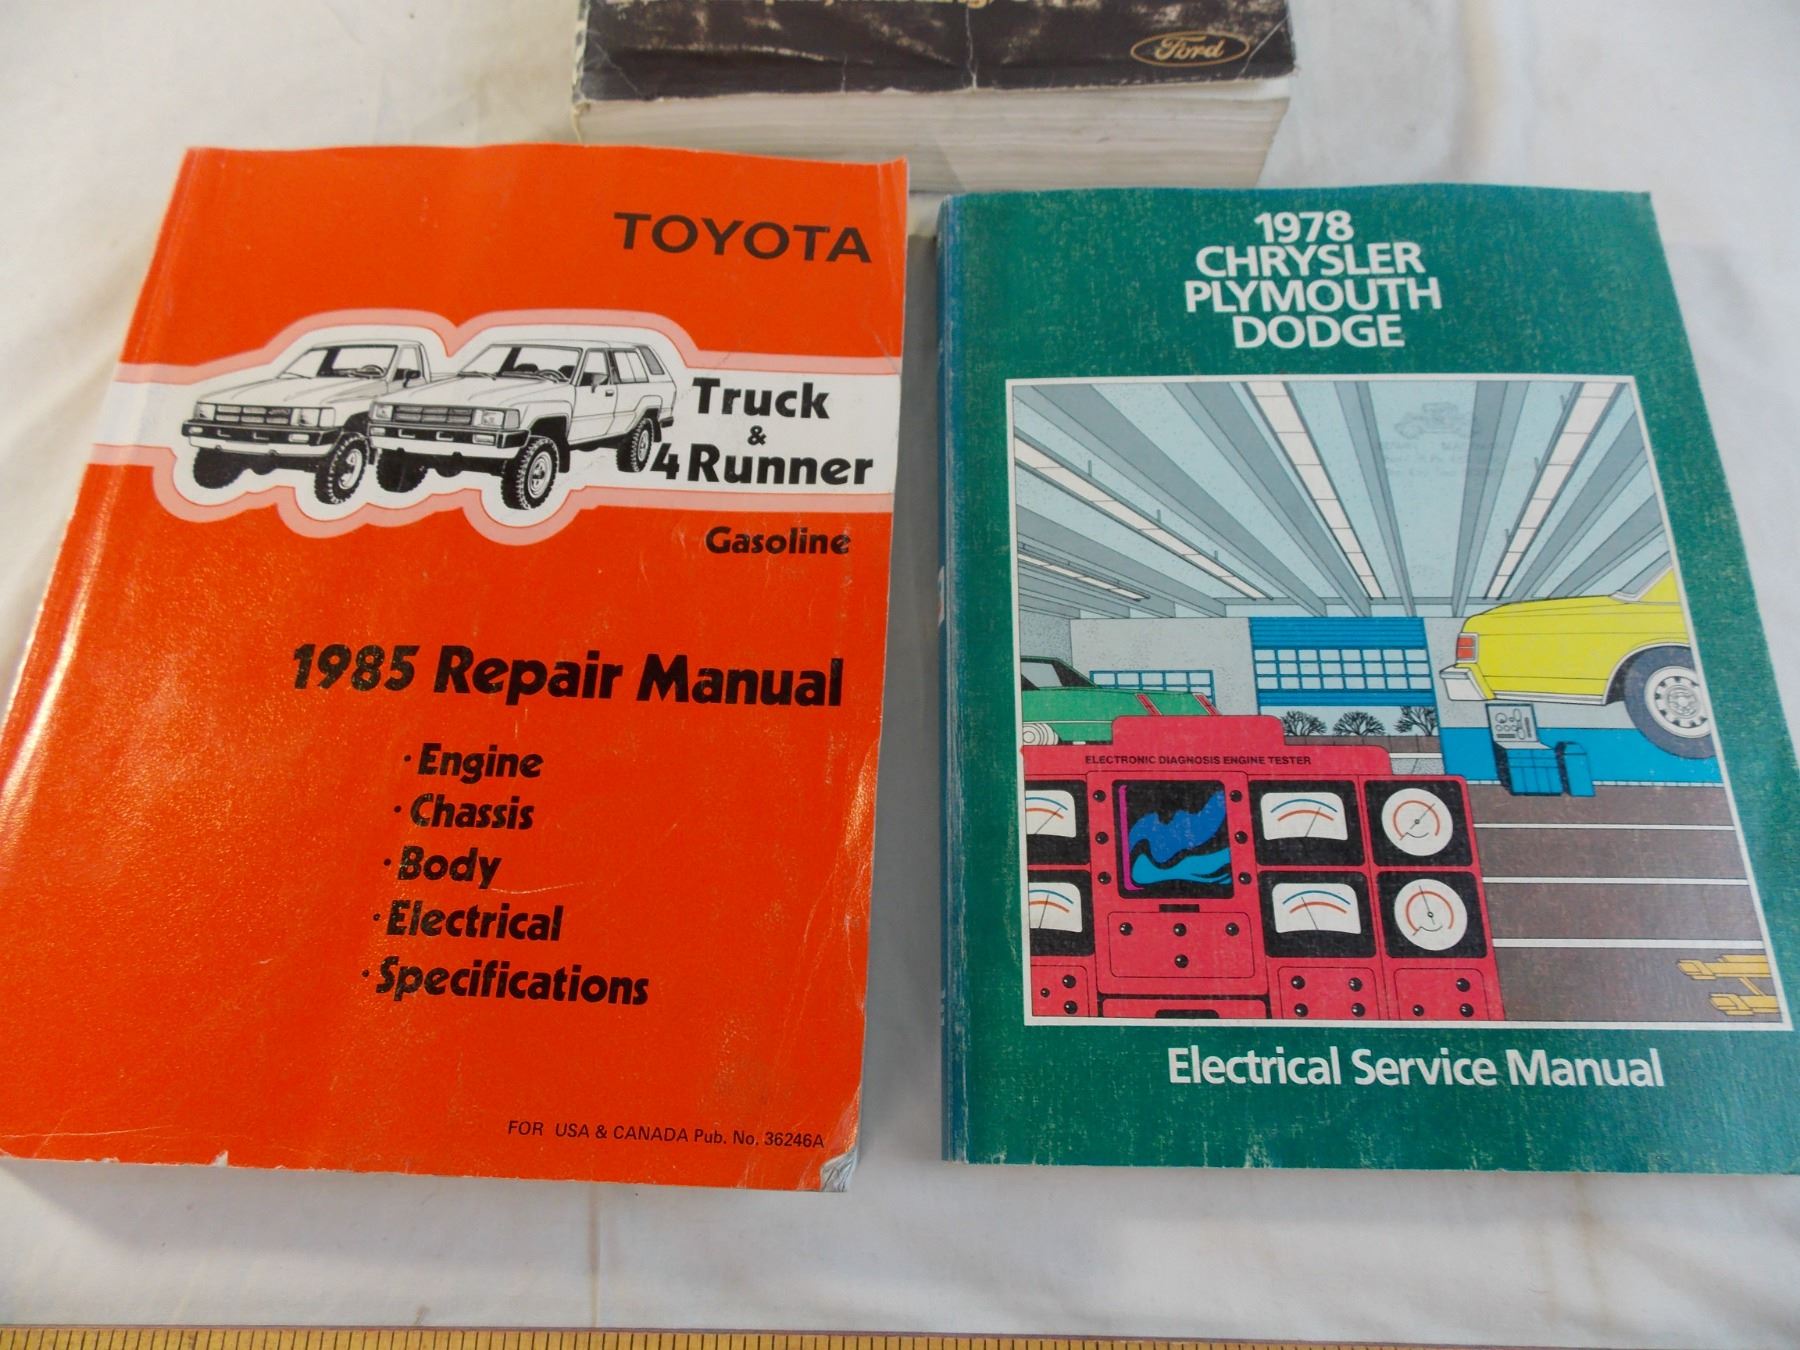 Ford
TOYOTA
Truck
&
4Runner
Gasoline
1985 Repair Manual
· Engine
· Chassis
· Body
· Electrical
· Specifications
FOR USA & CANADA Pub. No. 36246A
1978
CHRYSLER
PLYMOUTH
DODGE
ELECTRONIC DIAGNOSIS ENGINE TESTER
Electrical Service Manual